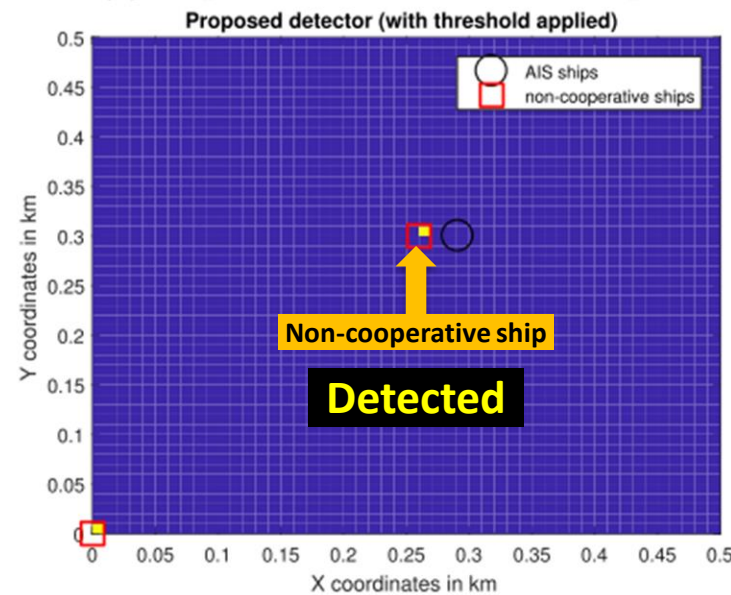 Proposed detector (with threshold applied)
0.5
0.45
0.4
0.35
0.3
0.25
0.2
0.15
0.1
0.05
0
Y coordinates in km
AIS ships
non-cooperative ships
Non-cooperative ship
Detected
0 0.05 0.1 0.15 0.2 0.25 0.3 0.35 0.4 0.45 0.5
X coordinates in km